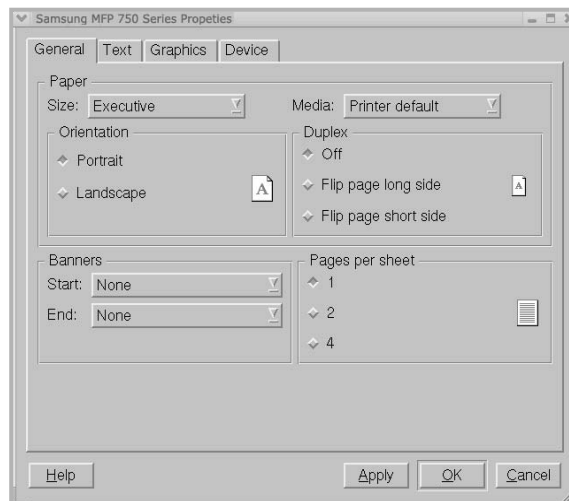 Samsung MFP 750 Series Propeties
General Text Graphics Device
Paper
Size: Executive Media: Printer default
Orientation Duplex
Portrait Off
Landscape A Flip page long side A
Flip page short side
Banners Pages per sheet
Start: None 1
End: None 2
4
Help Apply OK Cancel